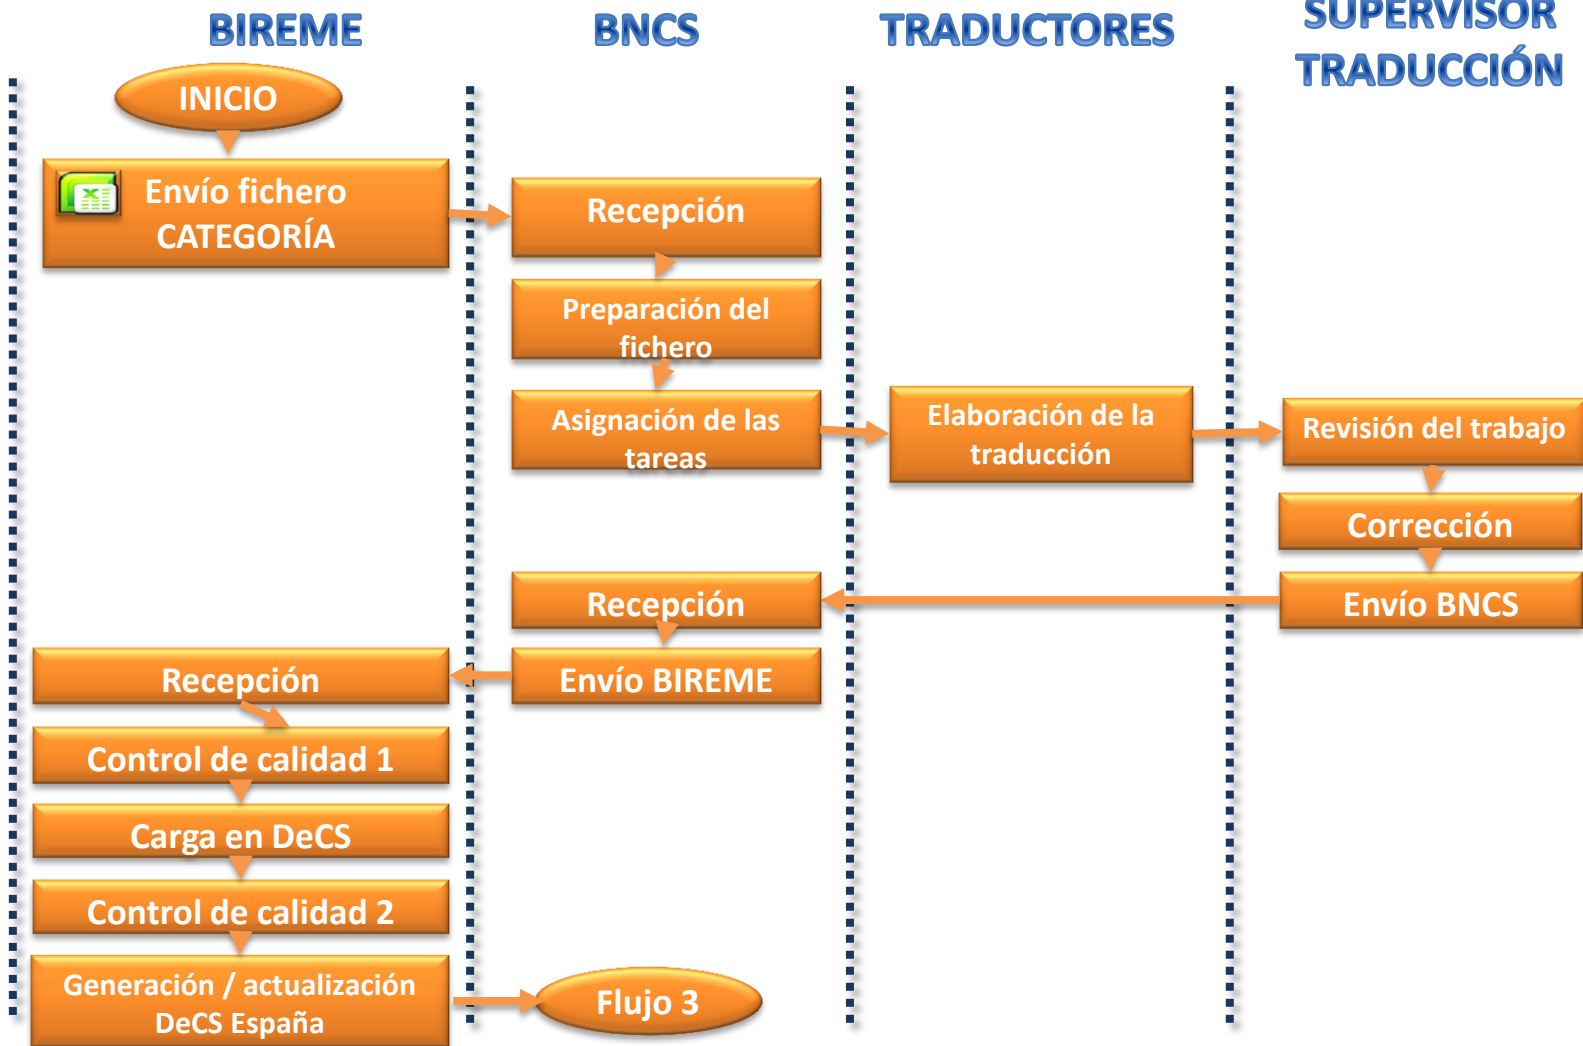 BIREME
BNCS
TRADUCTORES
SUPERVISOR
TRADUCCIÓN
INICIO
Envío fichero
CATEGORÍA
Recepción
Preparación del
fichero
Asignación de las
tareas
Elaboración de la
traducción
Revisión del trabajo
Corrección
Envío BNCS
Recepción
Envío BIREME
Recepción
Control de calidad 1
Carga en DeCS
Control de calidad 2
Generación / actualización
DeCS España
Flujo 3